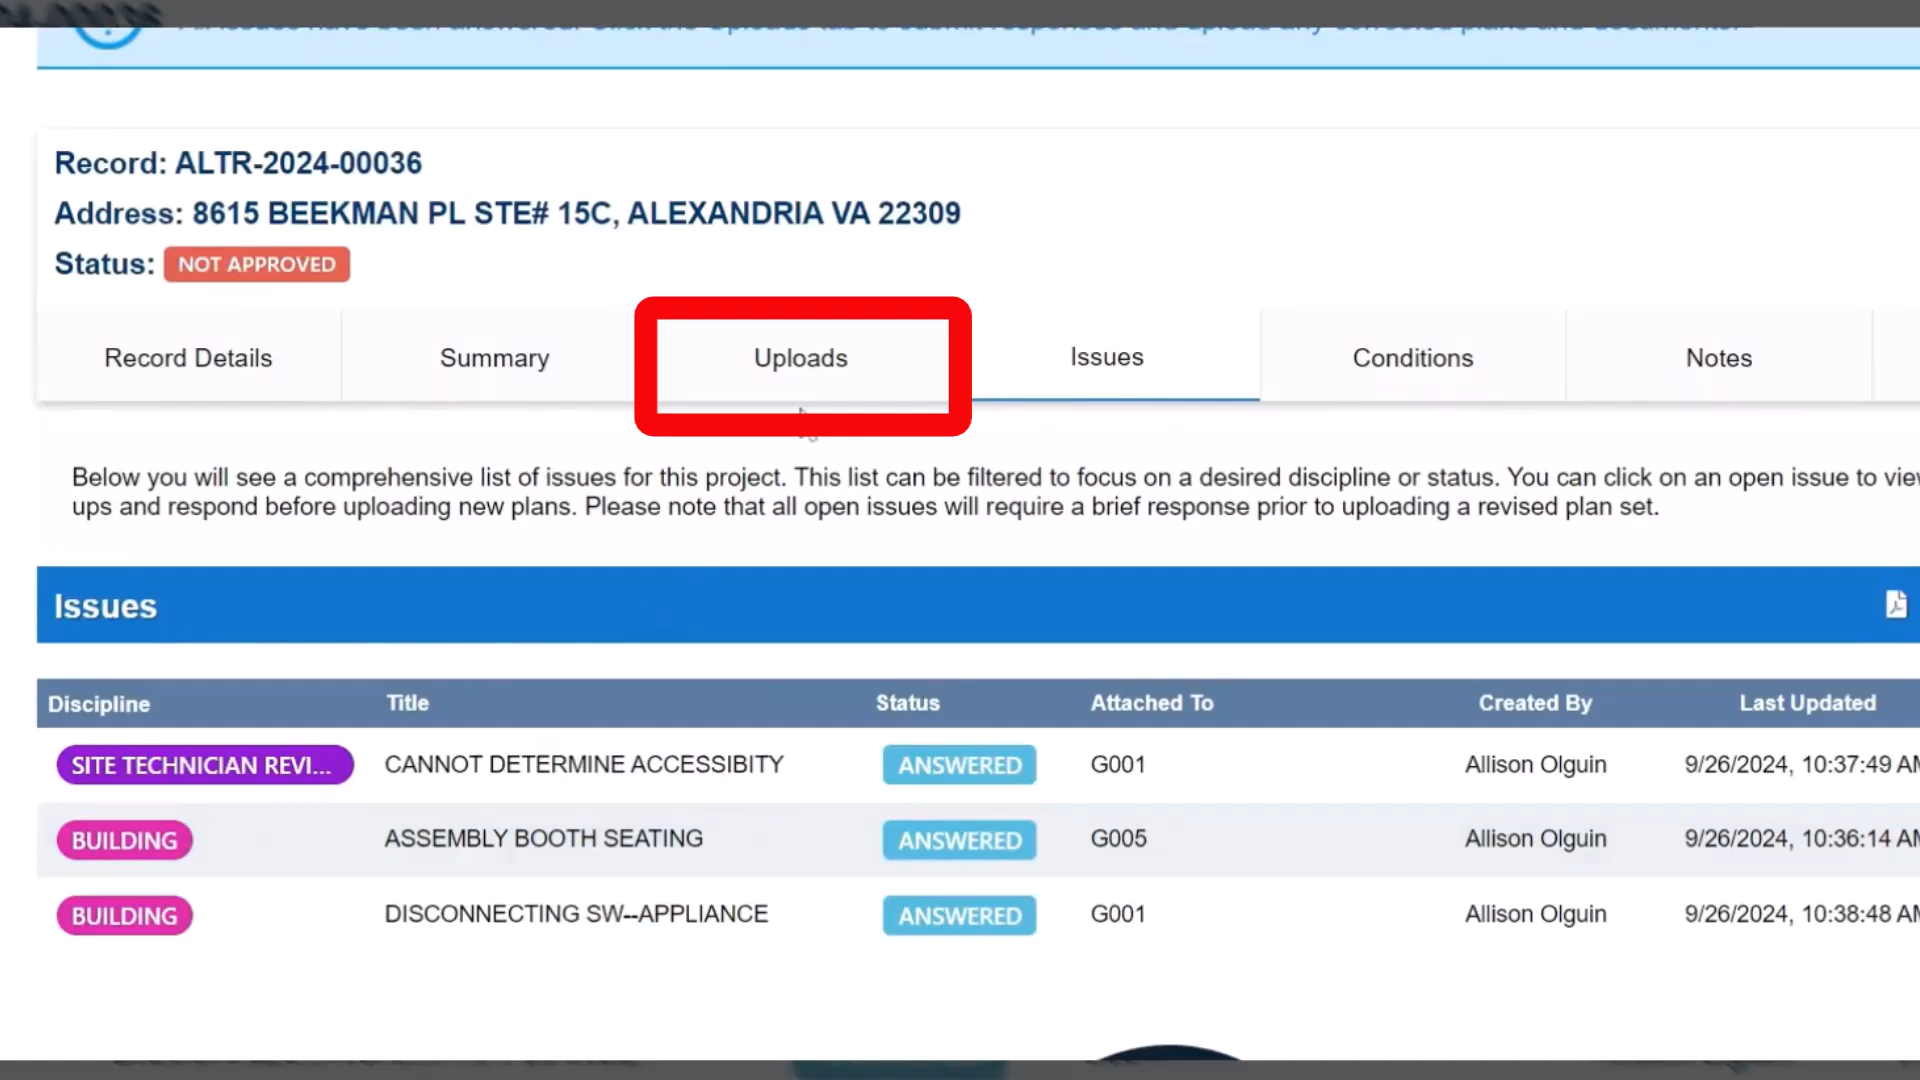 Record: ALTR-2024-00036
Address: 8615 BEEKMAN PL STE# 15C, ALEXANDRIA VA 22309
Status: NOT APPROVED
Record Details Summary Uploads Issues Conditions Notes
Below you will see a comprehensive list of issues for this project. This list can be filtered to focus on a desired discipline or status. You can click on an open issue to
ups and respond before uploading new plans. Please note that all open issues will require a brief response prior to uploading a revised plan set.
Issues
Discipline Title Status Attached To Created By Last Updated
SITE TECHNICIAN REVI... CANNOT DETERMINE ACCESSIBITY ANSWERED G001 Allison Olguin 9/26/2024, 10:37:49 AM
BUILDING ASSEMBLY BOOTH SEATING ANSWERED G005 Allison Olguin 9/26/2024, 10:36:14 AM
BUILDING DISCONNECTING SW--APPLIANCE ANSWERED G001 Allison Olguin 9/26/2024, 10:38:48 AM